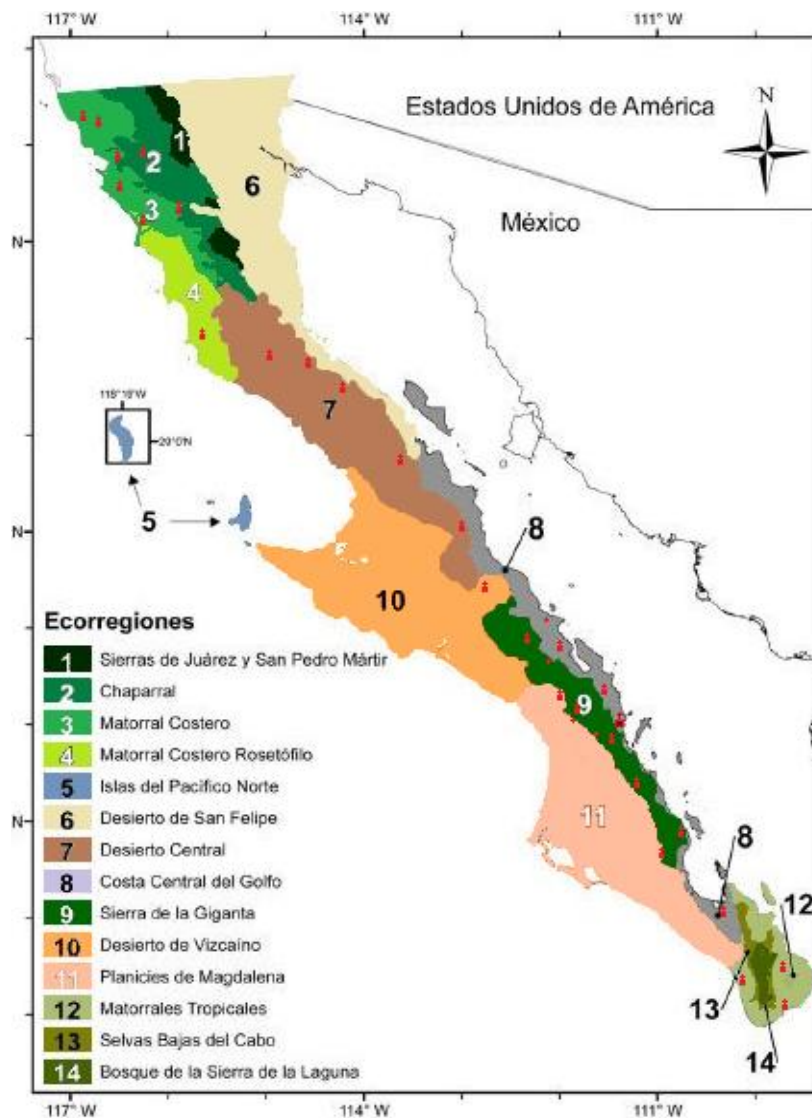 117° W 114° W 111° W
Estados Unidos de América
N
México
1
2
3
6
4
N
7
118°16'W
29°0'N
5
N
8
10
9
11
N
8
12
13
14
Ecorregiones
1 Sierras de Juárez y San Pedro Mártir
2 Chaparral
3 Matorral Costero
4 Matorral Costero Rosetófilo
5 Islas del Pacífico Norte
6 Desierto de San Felipe
7 Desierto Central
8 Costa Central del Golfo
9 Sierra de la Giganta
10 Desierto de Vizcaíno
11 Planicies de Magdalena
12 Matorrales Tropicales
13 Selvas Bajas del Cabo
14 Bosque de la Sierra de la Laguna
117° W 114° W 111° W